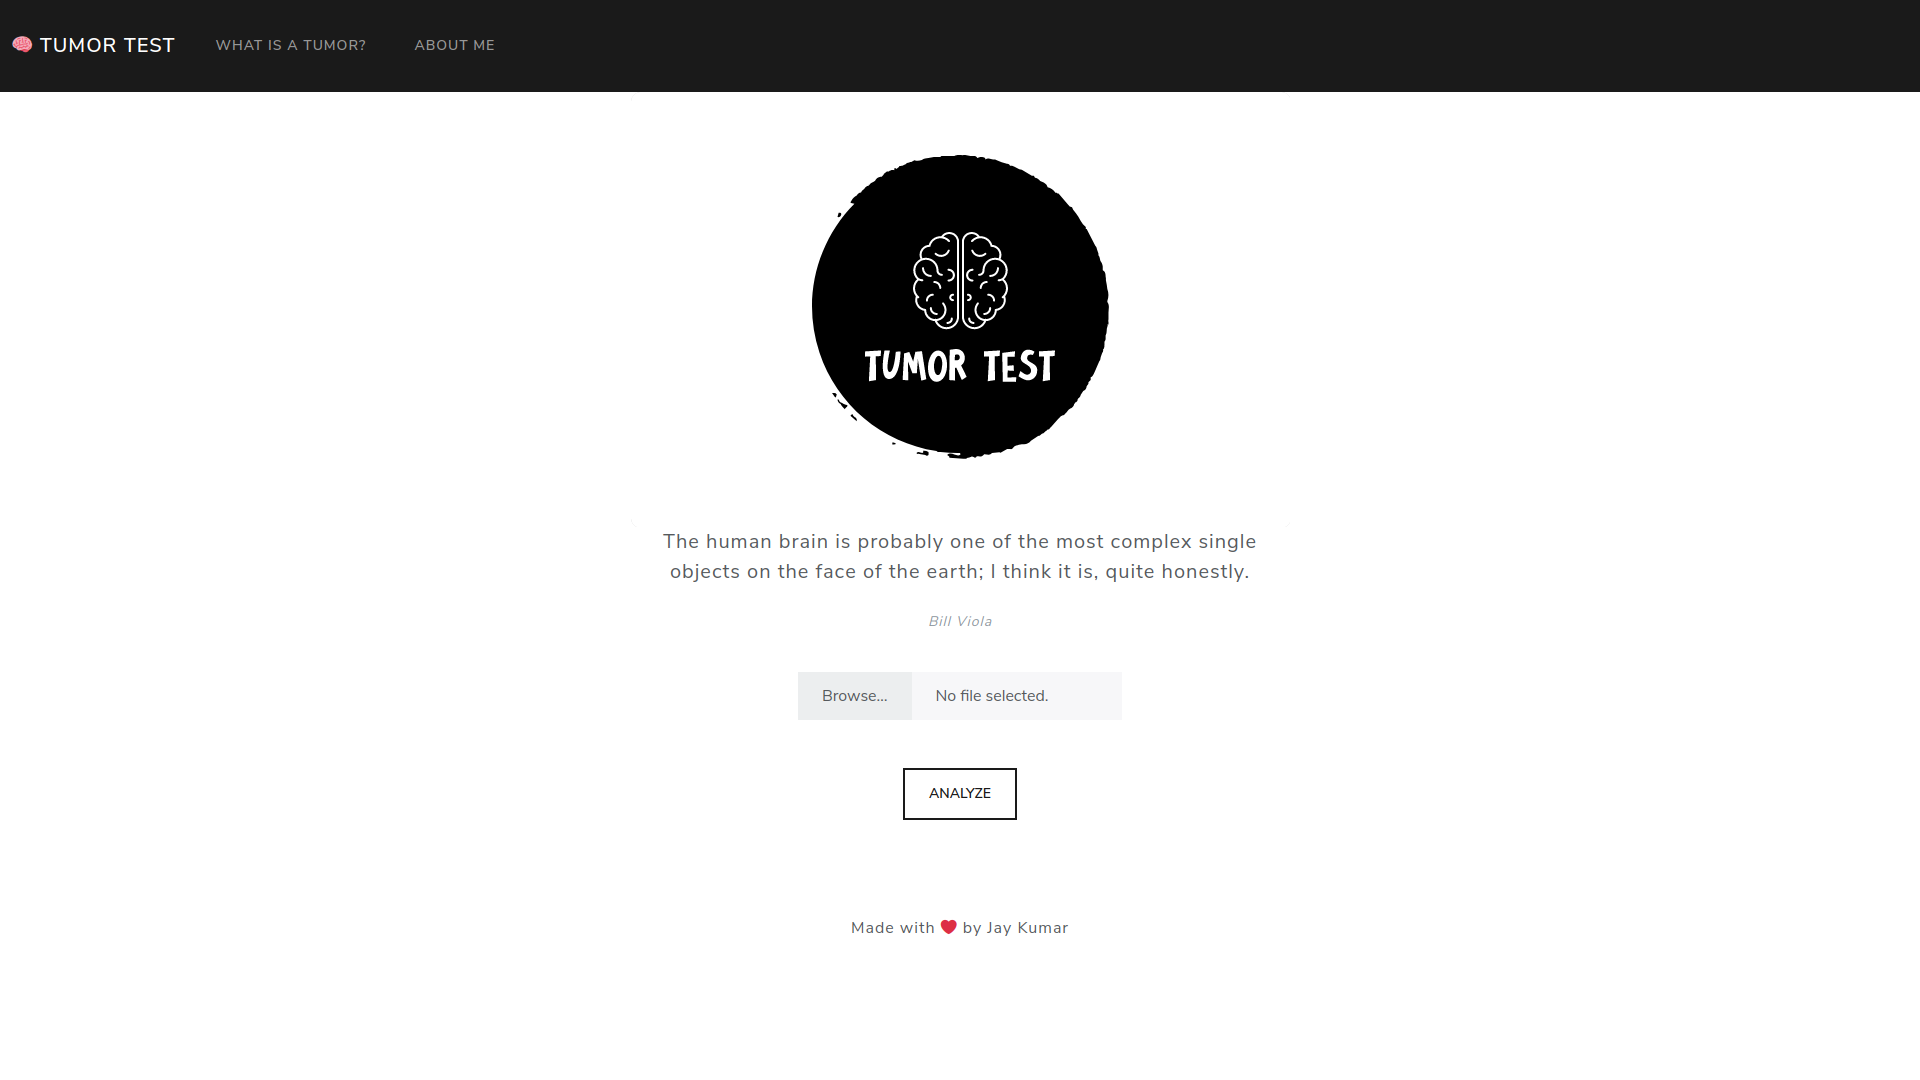 🧠 TUMOR TEST WHAT IS A TUMOR? ABOUT ME
TUMOR TEST
The human brain is probably one of the most complex single
objects on the face of the earth; I think it is, quite honestly.
Bill Viola
Browse... No file selected.
ANALYZE
Made with ❤️ by Jay Kumar